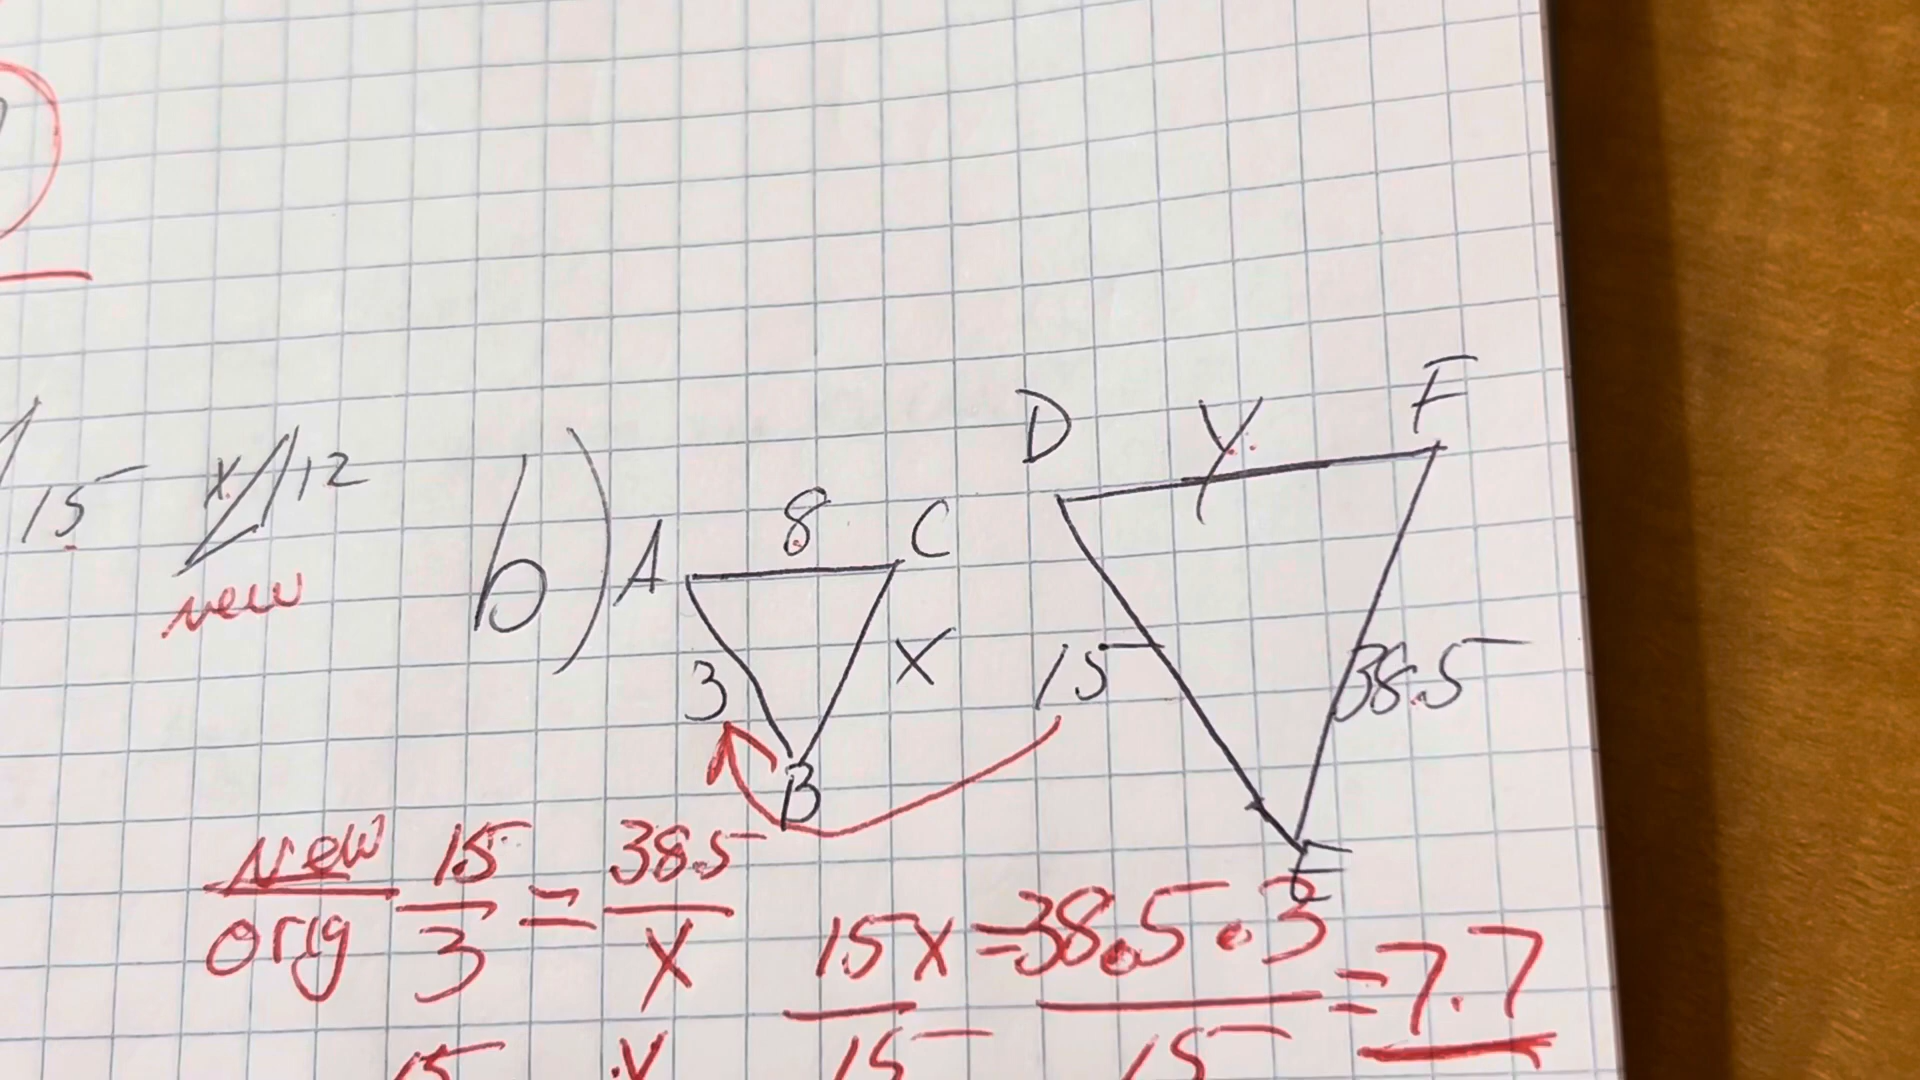 15 x 12
new
b)
A 8 C
3 X
B
D y F
15 38.5
E
new/orig 15/3 = 38.5/X
15X = 38.5 • 3 = 7.7
15 15
15 y